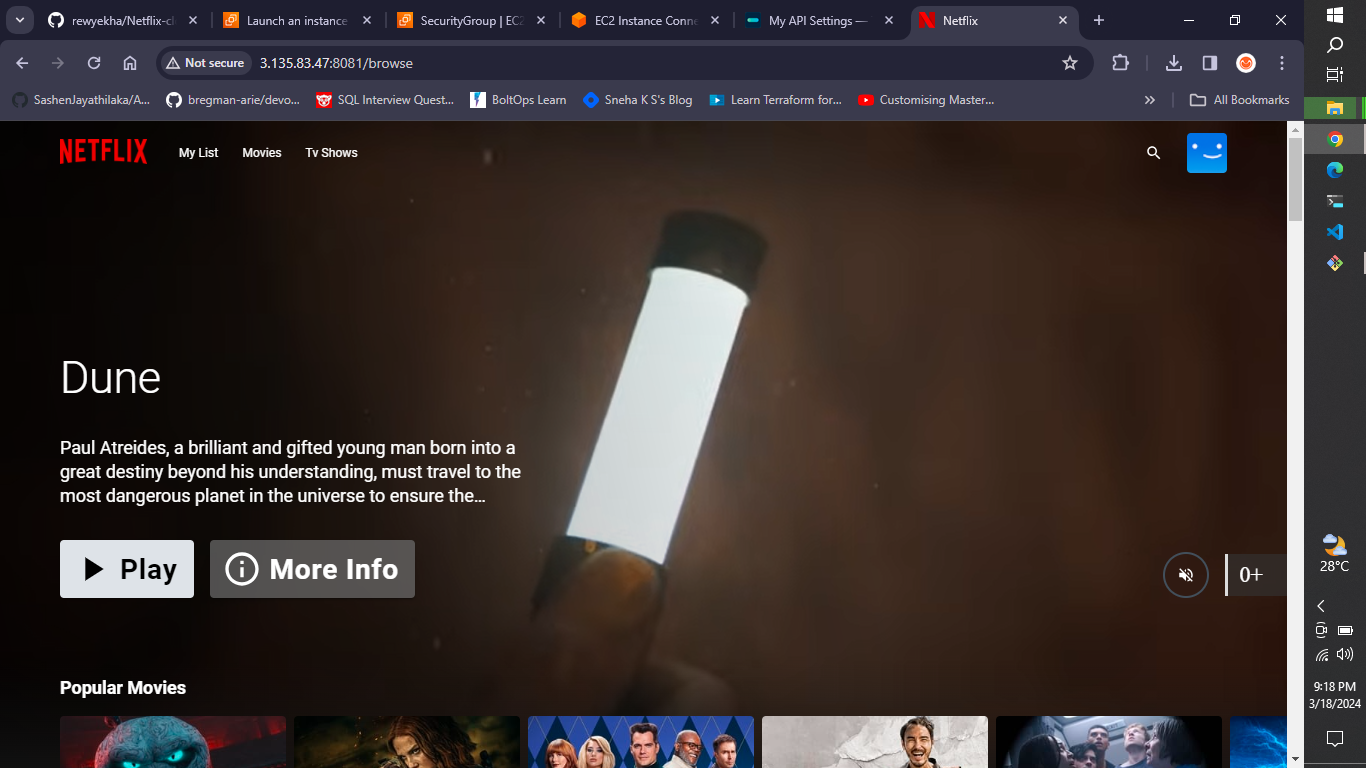 rewyekha/Netflix-cl
Launch an instance
SecurityGroup | EC2
EC2 Instance Conne
My API Settings —
Netflix
Not secure
3.135.83.47:8081/browse
SashenJayathilaka/A...
bregman-arie/devo...
SQL Interview Quest...
BoltOps Learn
Sneha K S's Blog
Learn Terraform for...
Customising Master...
All Bookmarks
NETFLIX
My List
Movies
Tv Shows
Dune
Paul Atreides, a brilliant and gifted young man born into a
great destiny beyond his understanding, must travel to the
most dangerous planet in the universe to ensure the...
Play
More Info
0+
Popular Movies
28°C
9:18 PM
3/18/2024